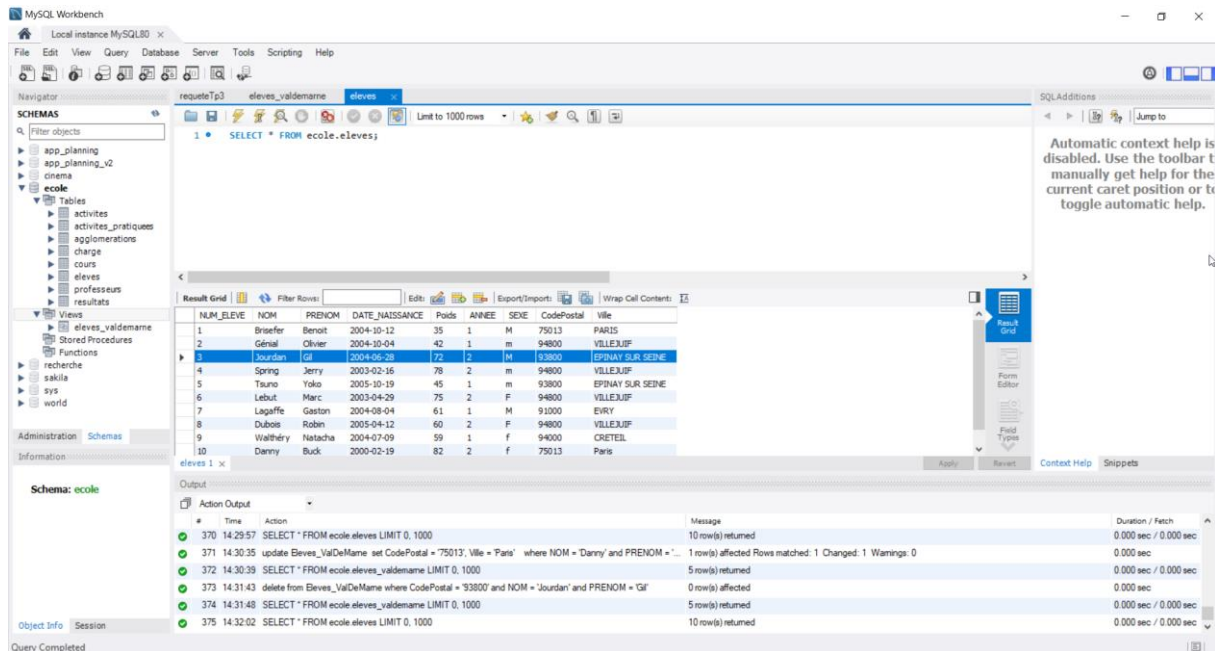 MySQL Workbench
Local instance MySQL80 ×
File Edit View Query Database Server Tools Scripting Help
Navigator
SCHEMAS
Filter objects
app_planning
app_planning_v2
cinema
ecole
Tables
activites
activites_pratiquees
agglomerations
charge
cours
eleves
professeurs
resultats
Views
eleves_valdemarne
Stored Procedures
Functions
recherche
sakila
sys
world
Administration Schemas
Information
Schema: ecole
Object Info Session
requeteTp3 eleves_valdemarne eleves ×
Limit to 1000 rows
1 SELECT * FROM ecole.eleves;
Result Grid Filter Rows: Edit: Export/Import: Wrap Cell Content:
NUM_ELEVE NOM PRENOM DATE_NAISSANCE Poids ANNEE SEXE CodePostal Ville
1 Brisefer Benoit 2004-10-12 35 1 M 75013 PARIS
2 Génial Olivier 2004-10-04 42 1 m 94800 VILLEJUIF
3 Jourdan Gil 2004-06-28 72 2 M 93800 EPINAY SUR SEINE
4 Spring Jerry 2003-02-16 78 2 m 94800 VILLEJUIF
5 Tsuno Yoko 2005-10-19 45 1 m 93800 EPINAY SUR SEINE
6 Lebut Marc 2003-04-29 75 2 F 94800 VILLEJUIF
7 Lagaffe Gaston 2004-08-04 61 1 M 91000 EVRY
8 Dubois Robin 2005-04-12 60 2 F 94800 VILLEJUIF
9 Walthéry Natacha 2004-07-09 59 1 f 94000 CRETEIL
10 Danny Buck 2000-02-19 82 2 f 75013 Paris
Result Grid
Form Editor
Field Types
eleves 1 × Apply Revert
SQLAdditions
Jump to
Automatic context help is
disabled. Use the toolbar t
manually get help for the
current caret position or to
toggle automatic help.
Context Help Snippets
Output
Action Output
# Time Action Message Duration / Fetch
370 14:29:57 SELECT * FROM ecole.eleves LIMIT 0, 1000 10 row(s) returned 0.000 sec / 0.000 sec
371 14:30:35 update Eleves_ValDeMarne set CodePostal = '75013', Ville = 'Paris' where NOM = 'Danny' and PRENOM = '... 1 row(s) affected Rows matched: 1 Changed: 1 Warnings: 0 0.000 sec
372 14:30:39 SELECT * FROM ecole.eleves_valdemarne LIMIT 0, 1000 5 row(s) returned 0.000 sec / 0.000 sec
373 14:31:43 delete from Eleves_ValDeMarne where CodePostal = '93800' and NOM = 'Jourdan' and PRENOM = 'Gil' 0 row(s) affected 0.000 sec
374 14:31:48 SELECT * FROM ecole.eleves_valdemarne LIMIT 0, 1000 5 row(s) returned 0.000 sec / 0.000 sec
375 14:32:02 SELECT * FROM ecole.eleves LIMIT 0, 1000 10 row(s) returned 0.000 sec / 0.000 sec
Query Completed